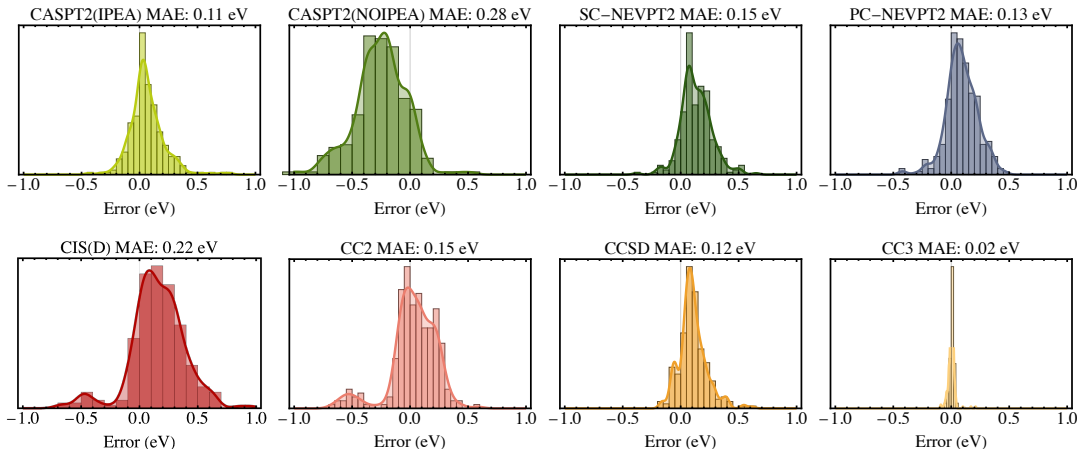 CASPT2(IPEA) MAE: 0.11 eV
CASPT2(NOIPEA) MAE: 0.28 eV
SC−NEVPT2 MAE: 0.15 eV
PC−NEVPT2 MAE: 0.13 eV
−1.0 −0.5 0.0 0.5 1.0
−1.0 −0.5 0.0 0.5 1.0
−1.0 −0.5 0.0 0.5 1.0
−1.0 −0.5 0.0 0.5 1.0
Error (eV)
Error (eV)
Error (eV)
Error (eV)
CIS(D) MAE: 0.22 eV
CC2 MAE: 0.15 eV
CCSD MAE: 0.12 eV
CC3 MAE: 0.02 eV
−1.0 −0.5 0.0 0.5 1.0
−1.0 −0.5 0.0 0.5 1.0
−1.0 −0.5 0.0 0.5 1.0
−1.0 −0.5 0.0 0.5 1.0
Error (eV)
Error (eV)
Error (eV)
Error (eV)